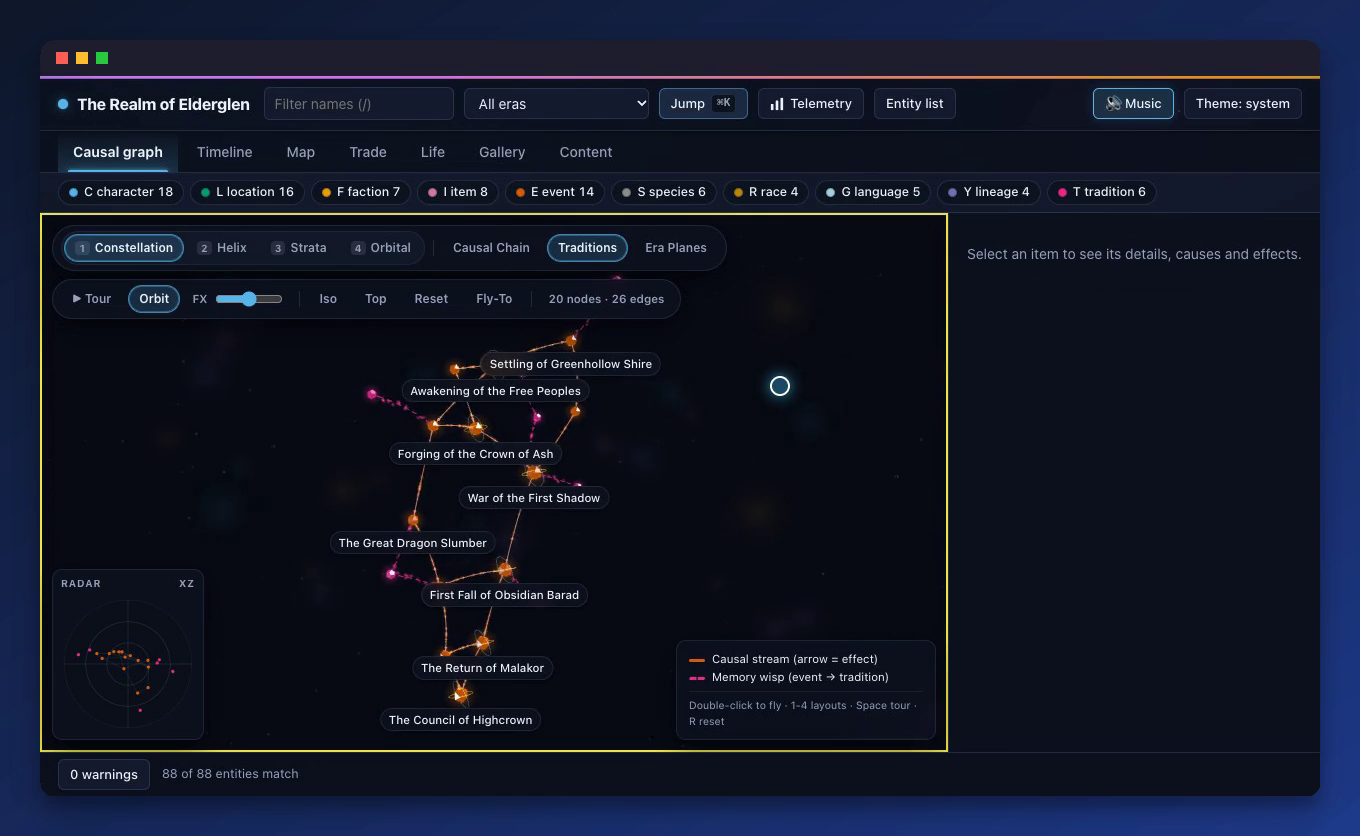 The Realm of Elderglen
Filter names (/)
All eras
Jump ⌘K
Telemetry
Entity list
Music
Theme: system
Causal graph
Timeline
Map
Trade
Life
Gallery
Content
C character 18
L location 16
F faction 7
I item 8
E event 14
S species 6
R race 4
G language 5
Y lineage 4
T tradition 6
1 Constellation
2 Helix
3 Strata
4 Orbital
Causal Chain
Traditions
Era Planes
Tour
Orbit
FX
Iso
Top
Reset
Fly-To
20 nodes · 26 edges
Select an item to see its details, causes and effects.
Settling of Greenhollow Shire
Awakening of the Free Peoples
Forging of the Crown of Ash
War of the First Shadow
The Great Dragon Slumber
First Fall of Obsidian Barad
The Return of Malakor
The Council of Highcrown
RADAR
XZ
Causal stream (arrow = effect)
Memory wisp (event → tradition)
Double-click to fly · 1-4 layouts · Space tour ·
R reset
0 warnings
88 of 88 entities match